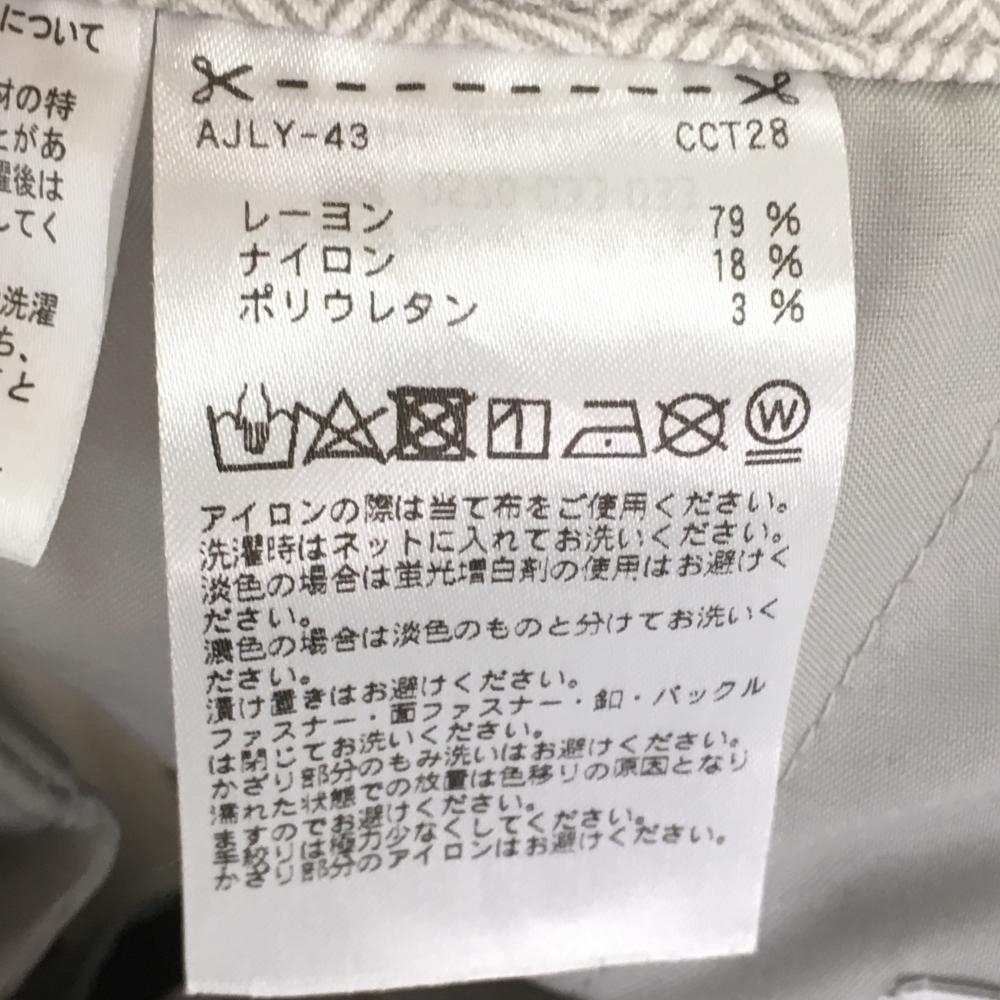 について
材の特
とがあ
濯後は
してく
洗濯
ち、
と
AJLY-43 CCT28
レーヨン 79 %
ナイロン 18 %
ポリウレタン 3 %
W
アイロンの際は当て布をご使用ください。
洗濯時はネットに入れてお洗いください。
淡色の場合は蛍光増白剤の使用はお避けく
ださい。
濃色の場合は淡色のものと分けてお洗いく
ださい。
漬け置きはお避けください。
ファスナー・面ファスナー・釦・バックル
は閉じてお洗いください。
かざり部分のもみ洗いはお避けください。
濡れた状態での放置は色移りの原因となり
ますのでお避けください。
手絞りは極力少なくしてください。
かざり部分のアイロンはお避けください。